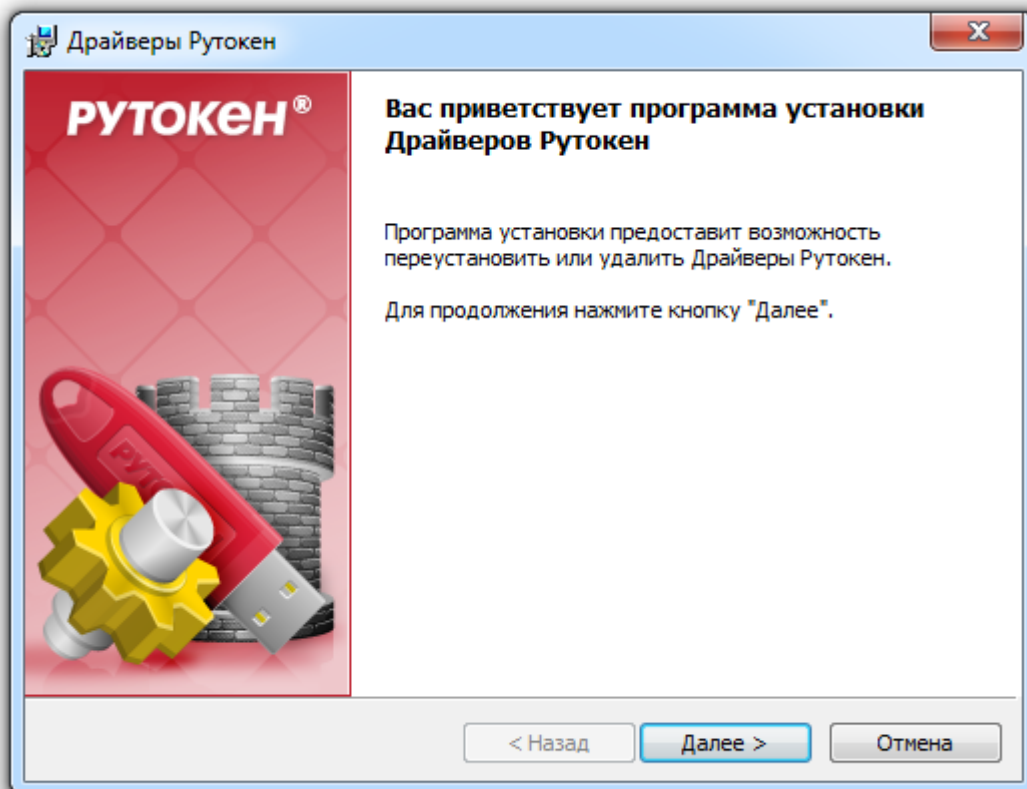 Драйверы Рутокен
РУТОКЕН®
Вас приветствует программа установки
Драйверов Рутокен
Программа установки предоставит возможность
переустановить или удалить Драйверы Рутокен.
Для продолжения нажмите кнопку "Далее".
< Назад
Далее >
Отмена